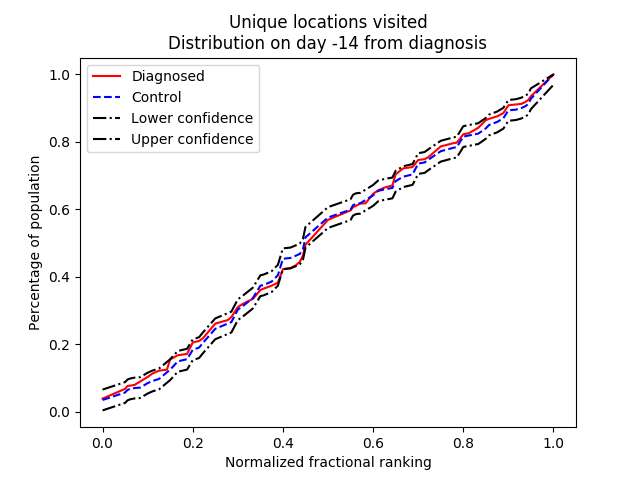 Unique locations visited
Distribution on day -14 from diagnosis
Diagnosed
Control
Lower confidence
Upper confidence
Percentage of population
1.0
0.8
0.6
0.4
0.2
0.0
0.0 0.2 0.4 0.6 0.8 1.0
Normalized fractional ranking